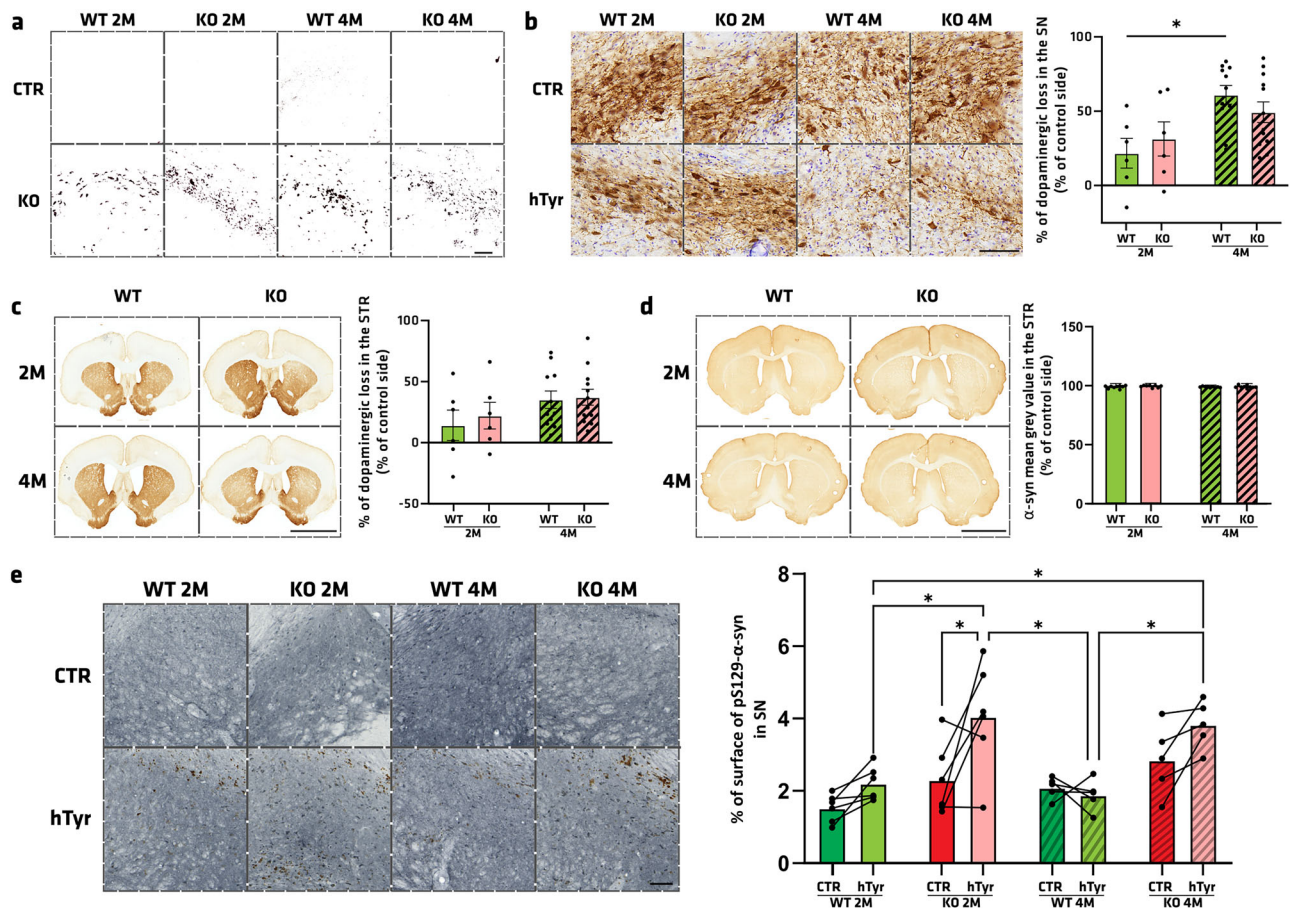 a
WT 2M KO 2M WT 4M KO 4M
CTR
KO
b
WT 2M KO 2M WT 4M KO 4M
CTR
hTyr
% of dopaminergic loss in the SN
(% of control side)
100
50
0
-50
*
WT KO WT KO
2M 4M
c
WT KO
2M
4M
% of dopaminergic loss in the STR
(% of control side)
100
50
0
-50
WT KO WT KO
2M 4M
d
WT KO
2M
4M
α-syn mean grey value in the STR
(% of control side)
150
100
50
0
WT KO WT KO
2M 4M
e
WT 2M KO 2M WT 4M KO 4M
CTR
hTyr
% of surface of pS129-α-syn
in SN
8
6
4
2
0
*
*
* * *
CTR hTyr CTR hTyr CTR hTyr CTR hTyr
WT 2M KO 2M WT 4M KO 4M